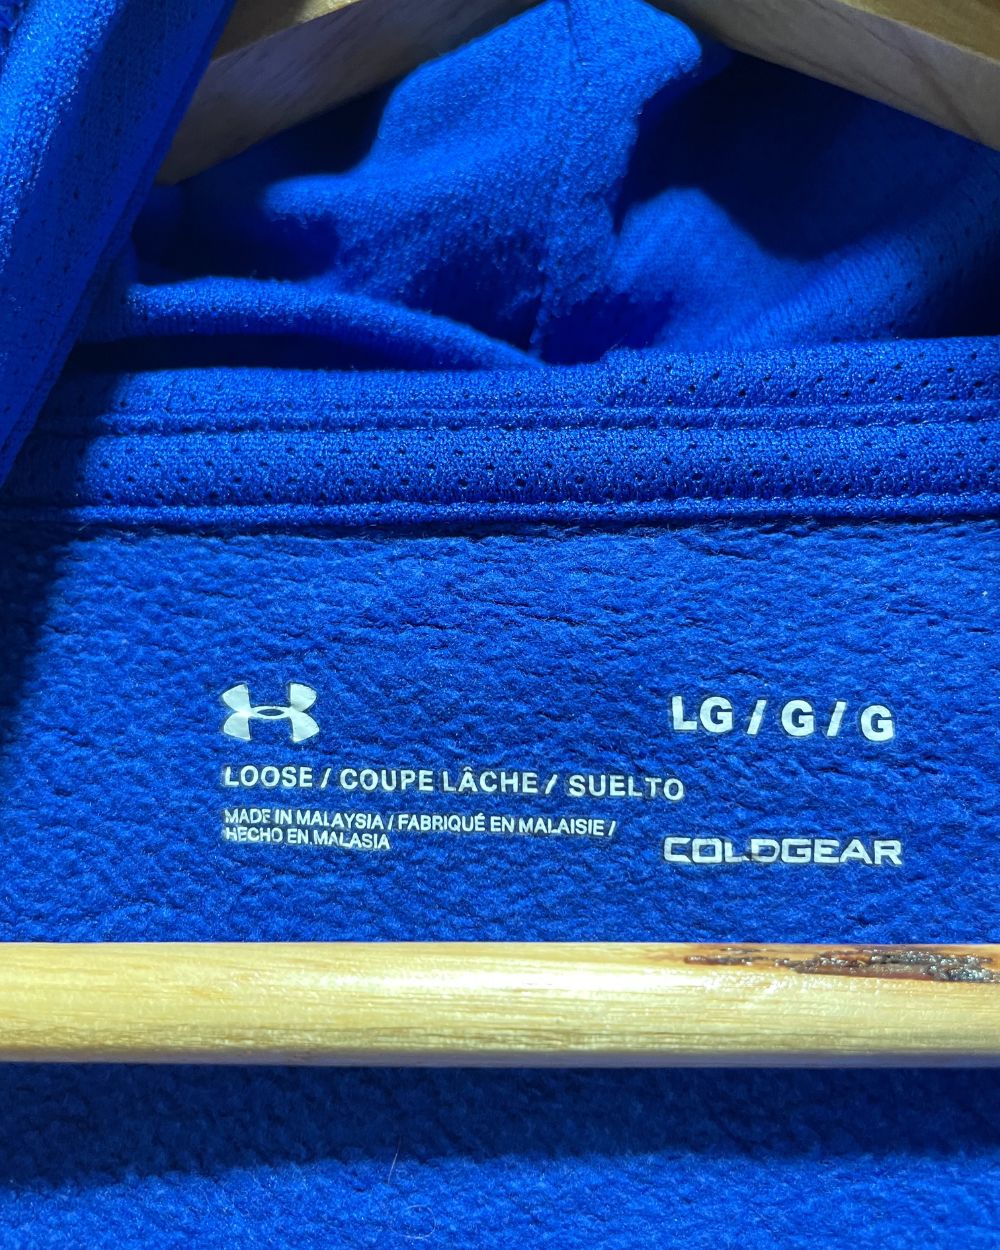 LG / G / G
LOOSE / COUPE LÂCHE / SUELTO
MADE IN MALAYSIA / FABRIQUÉ EN MALAISIE /
HECHO EN MALASIA
COLDGEAR